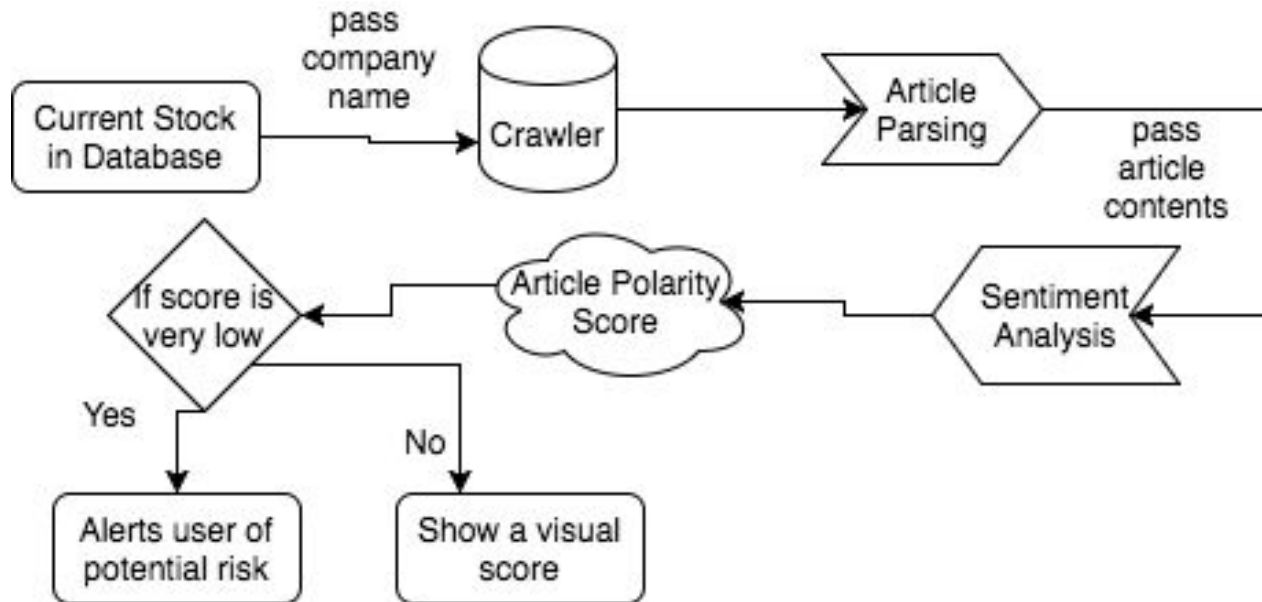 pass
company
name
Current Stock
in Database
Crawler
Article
Parsing
pass
article
contents
Sentiment
Analysis
Article Polarity
Score
If score is
very low
Yes
No
Alerts user of
potential risk
Show a visual
score